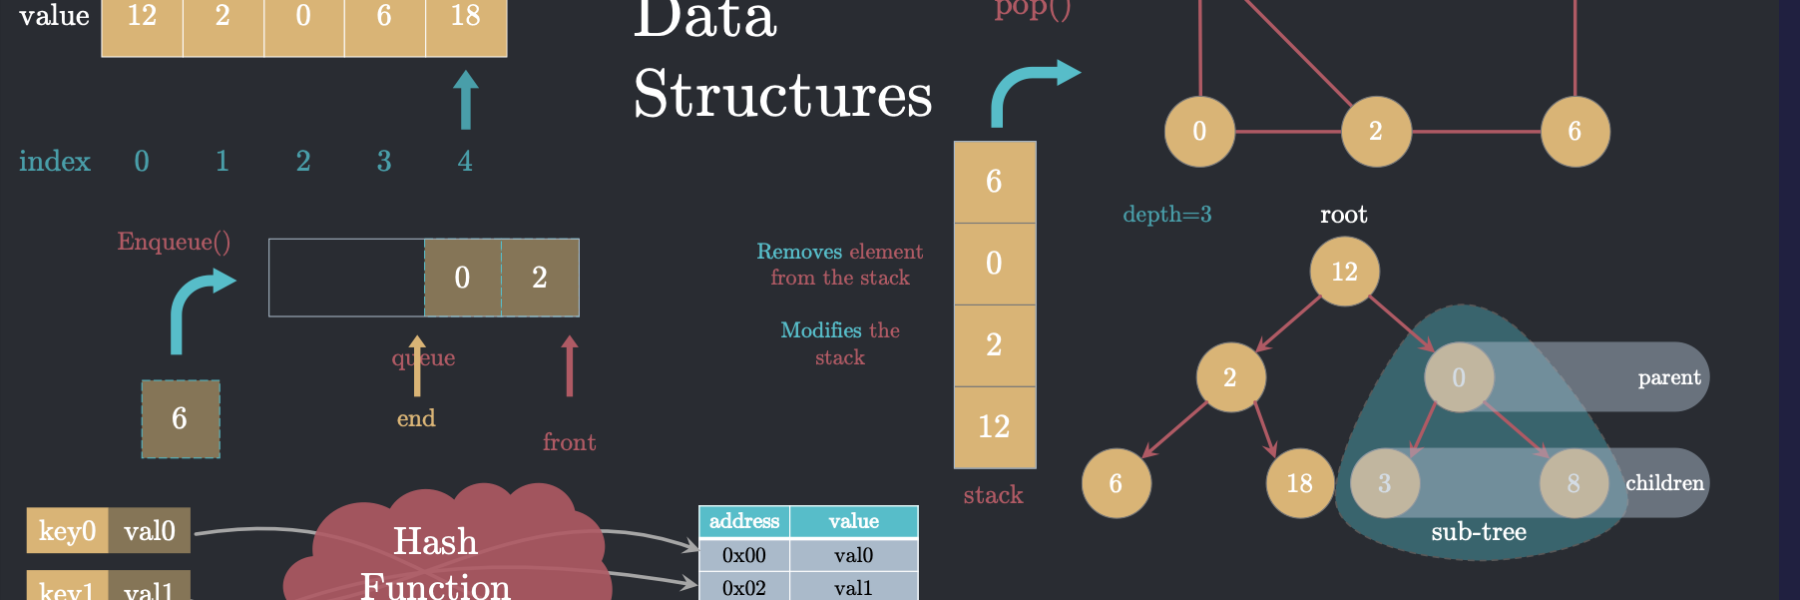 value 12 2 0 6 18
index 0 1 2 3 4
Data
Structures
Enqueue()
0 2
6
queue
end
front
key0 val0
key1 val1
Hash
Function
address value
0x00 val0
0x02 val1
pop()
Removes element
from the stack
Modifies the
stack
6
0
2
12
stack
0 2 6
depth=3
root
12
2 0 parent
6 18 3 8 children
sub-tree